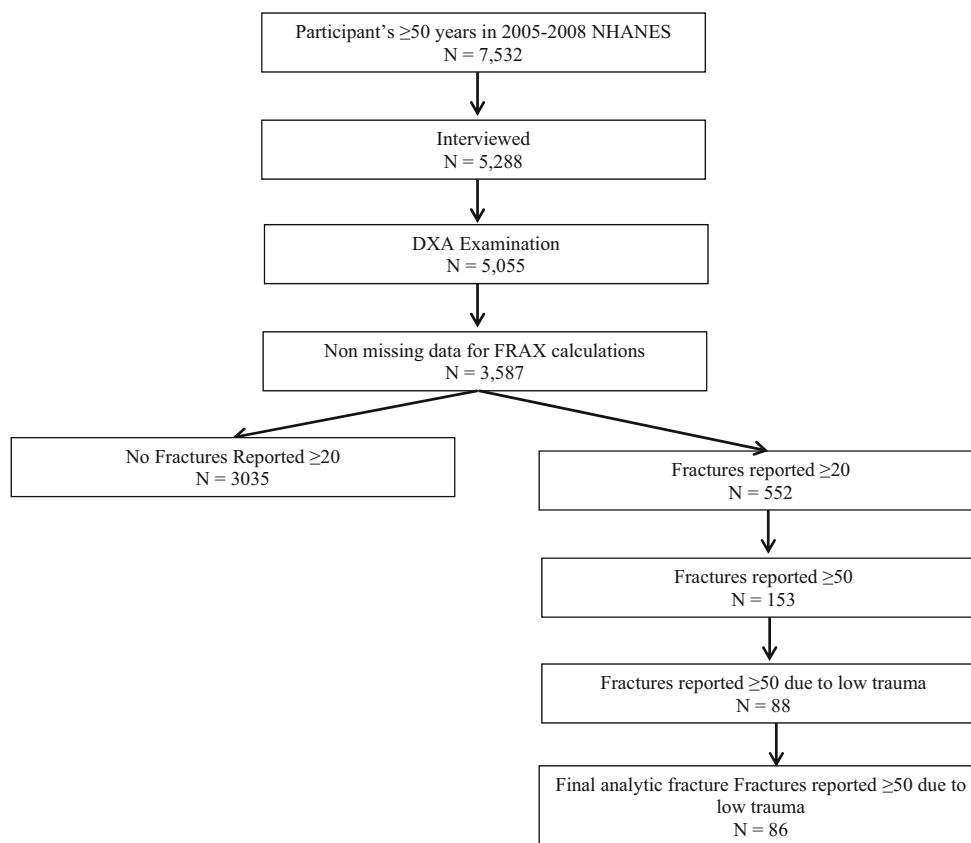 Participant's ≥50 years in 2005-2008 NHANES
N = 7,532
Interviewed
N = 5,288
DXA Examination
N = 5,055
Non missing data for FRAX calculations
N = 3,587
No Fractures Reported ≥20
N = 3035
Fractures reported ≥20
N = 552
Fractures reported ≥50
N = 153
Fractures reported ≥50 due to low trauma
N = 88
Final analytic fracture Fractures reported ≥50 due to
low trauma
N = 86